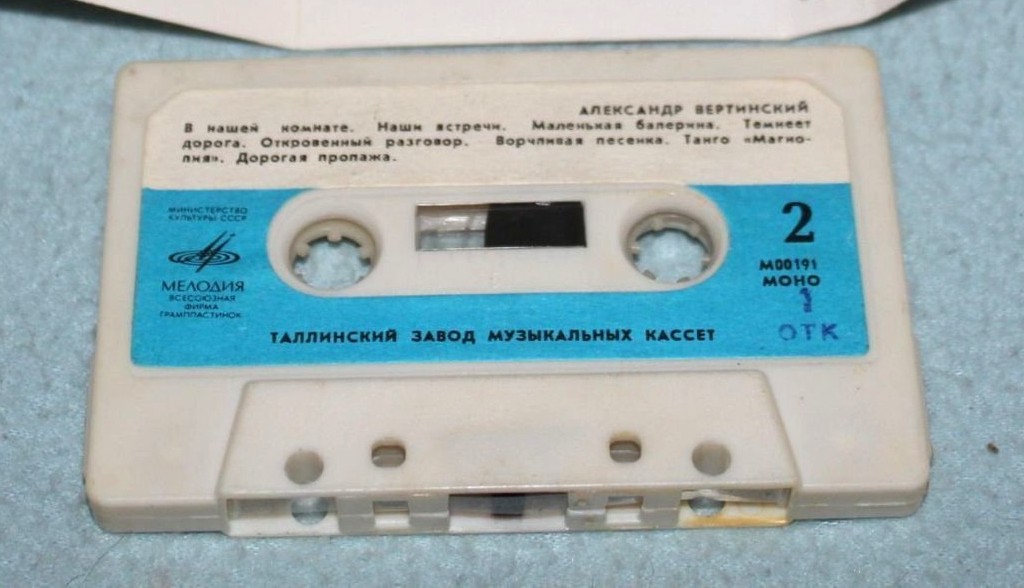 АЛЕКСАНДР ВЕРТИНСКИЙ
В нашей комнате. Наши встречи. Маленькая балерина. Темнеет
дорога. Откровенный разговор. Ворчливая песенка. Танго «Магно-
лия». Дорогая пропажа.
МИНИСТЕРСТВО
КУЛЬТУРЫ СССР
МЕЛОДИЯ
ВСЕСОЮЗНАЯ
ФИРМА
ГРАМПЛАСТИНОК
2
М00191
МОНО
1
ОТК
ТАЛЛИНСКИЙ ЗАВОД МУЗЫКАЛЬНЫХ КАССЕТ